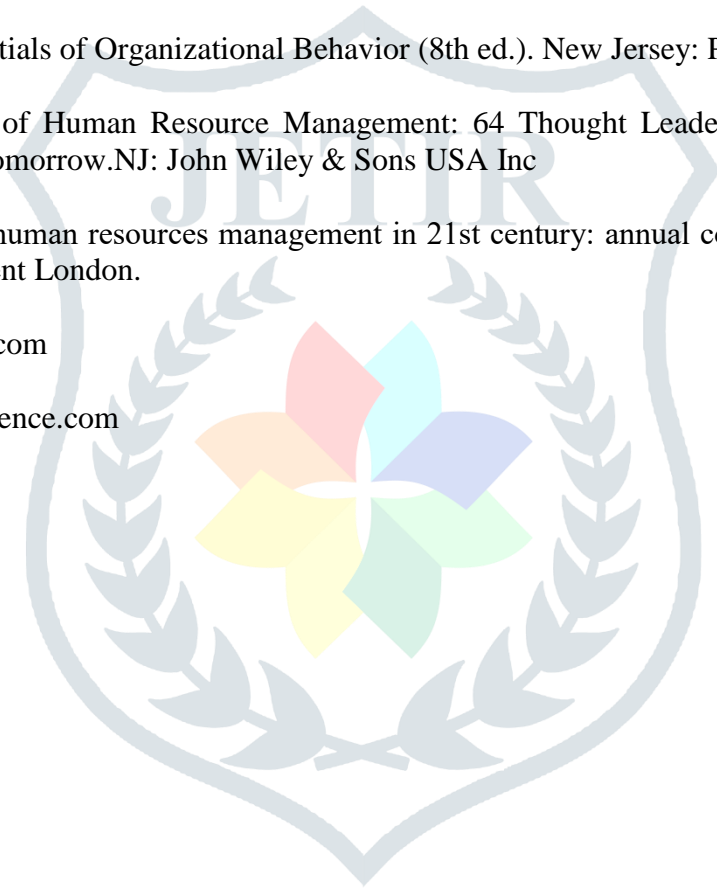 tials of Organizational Behavior (8th ed.). New Jersey: P
of Human Resource Management: 64 Thought Leade
omorrow.NJ: John Wiley & Sons USA Inc
JETIR
human resources management in 21st century: annual co
nt London.
com
ence.com